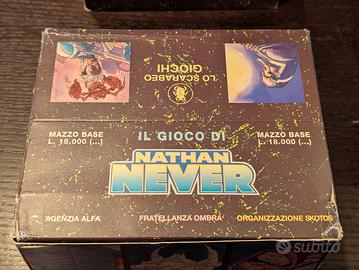 LO SCARABEO
GIOCHI
MAZZO BASE
L. 18.000 (...)
IL GIOCO DI
MAZZO BASE
L. 18.000 (...)
NATHAN
NEVER
AGENZIA ALFA
FRATELLANZA OMBRA
ORGANIZZAZIONE SKOTOS
subito